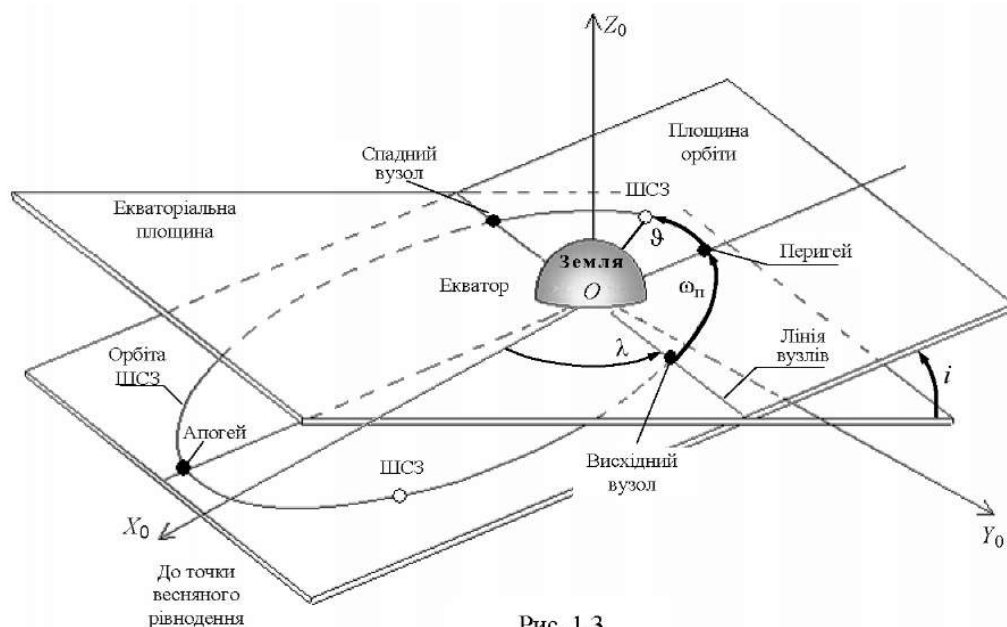 Z₀
Площина
орбіти
Спадний
вузол
ШСЗ
Екваторіальна
площина
ϑ
Земля
Перигей
Екватор
O
ωп
Лінія
вузлів
λ
i
Орбіта
ШСЗ
Апогей
ШСЗ
Висхідний
вузол
X₀
Y₀
До точки
весняного
рівнодення
Рис. 1.3